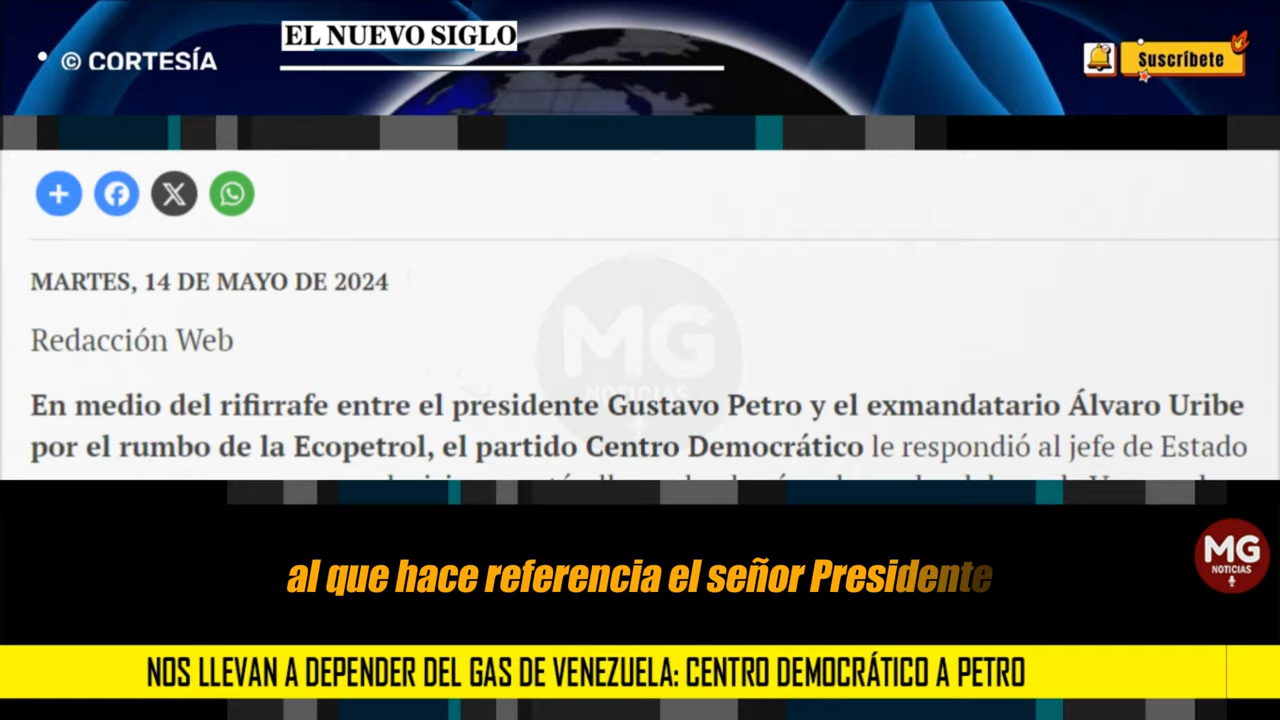 © CORTESÍA
EL NUEVO SIGLO
Suscríbete
MARTES, 14 DE MAYO DE 2024
Redacción Web
En medio del rifirrafe entre el presidente Gustavo Petro y el exmandatario Álvaro Uribe
por el rumbo de la Ecopetrol, el partido Centro Democrático le respondió al jefe de Estado
MG
NOTICIAS
al que hace referencia el señor Presidente
MG
NOTICIAS
NOS LLEVAN A DEPENDER DEL GAS DE VENEZUELA: CENTRO DEMOCRÁTICO A PETRO